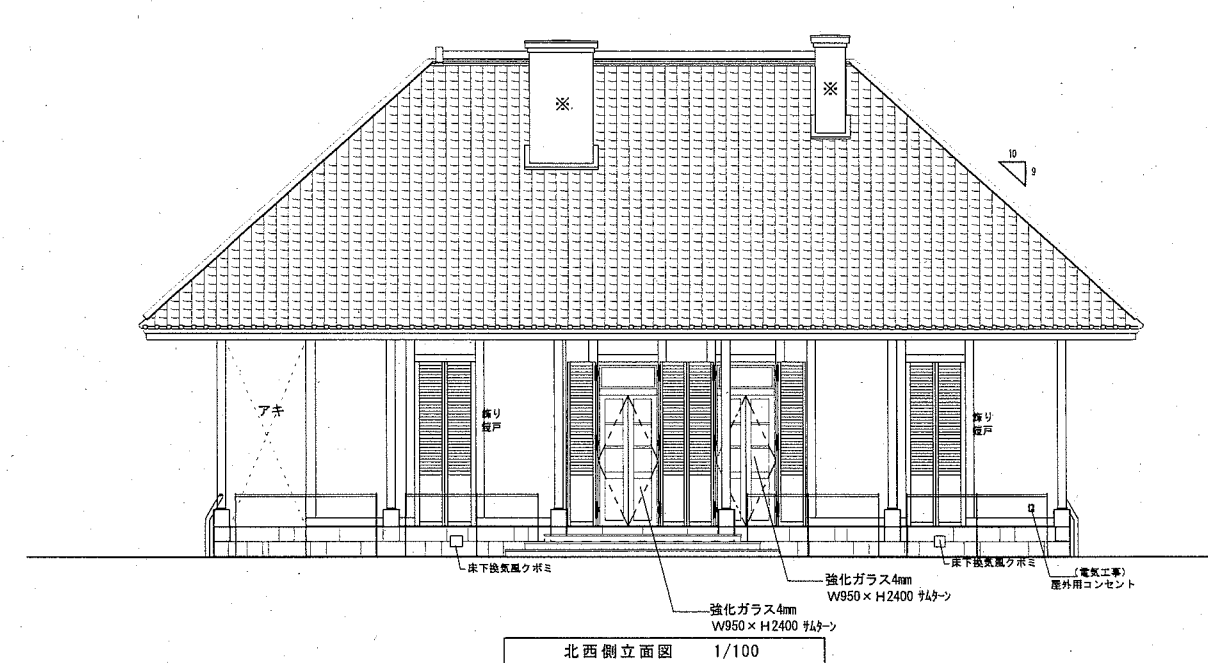 ※
※
10
9
アキ
飾り
鎧戸
飾り
鎧戸
床下換気風クボミ
床下換気風クボミ
(電気工事)
屋外用コンセント
強化ガラス4mm
W950×H2400 サムターン
強化ガラス4mm
W950×H2400 サムターン
北西側立面図 1/100